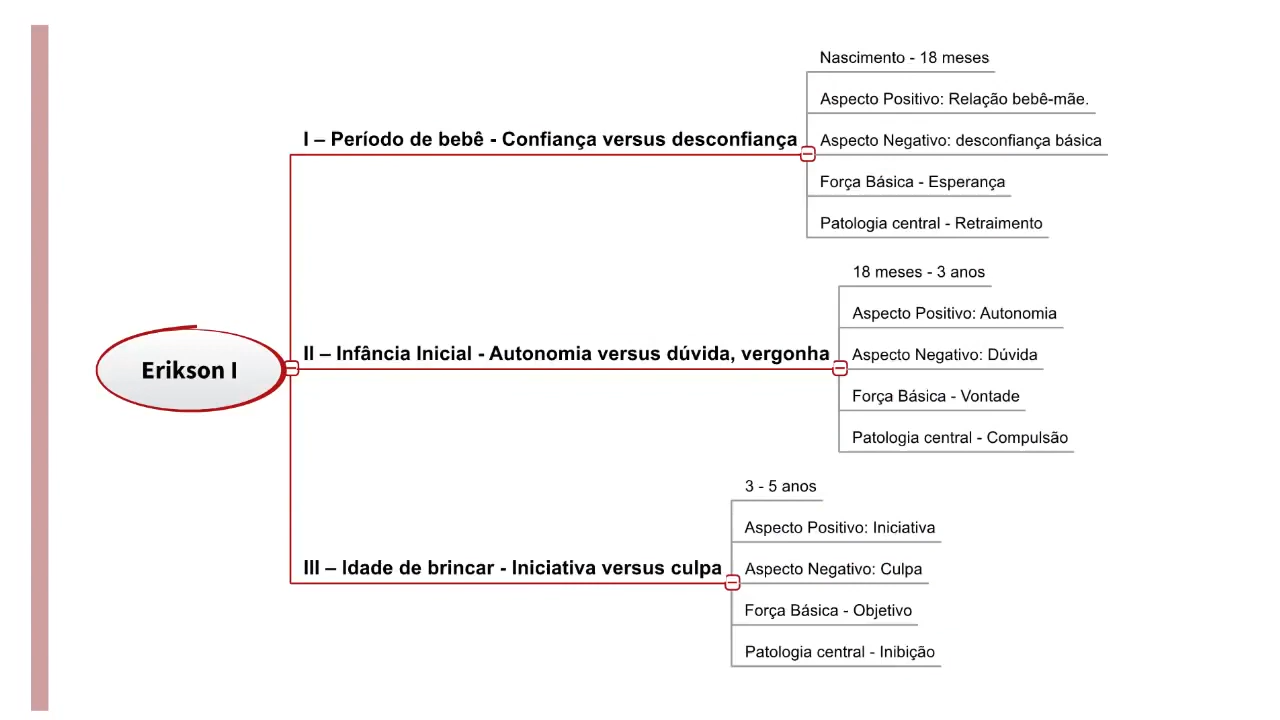 Erikson I
I – Período de bebê - Confiança versus desconfiança
Nascimento - 18 meses
Aspecto Positivo: Relação bebê-mãe.
Aspecto Negativo: desconfiança básica
Força Básica - Esperança
Patologia central - Retraimento
II – Infância Inicial - Autonomia versus dúvida, vergonha
18 meses - 3 anos
Aspecto Positivo: Autonomia
Aspecto Negativo: Dúvida
Força Básica - Vontade
Patologia central - Compulsão
III – Idade de brincar - Iniciativa versus culpa
3 - 5 anos
Aspecto Positivo: Iniciativa
Aspecto Negativo: Culpa
Força Básica - Objetivo
Patologia central - Inibição